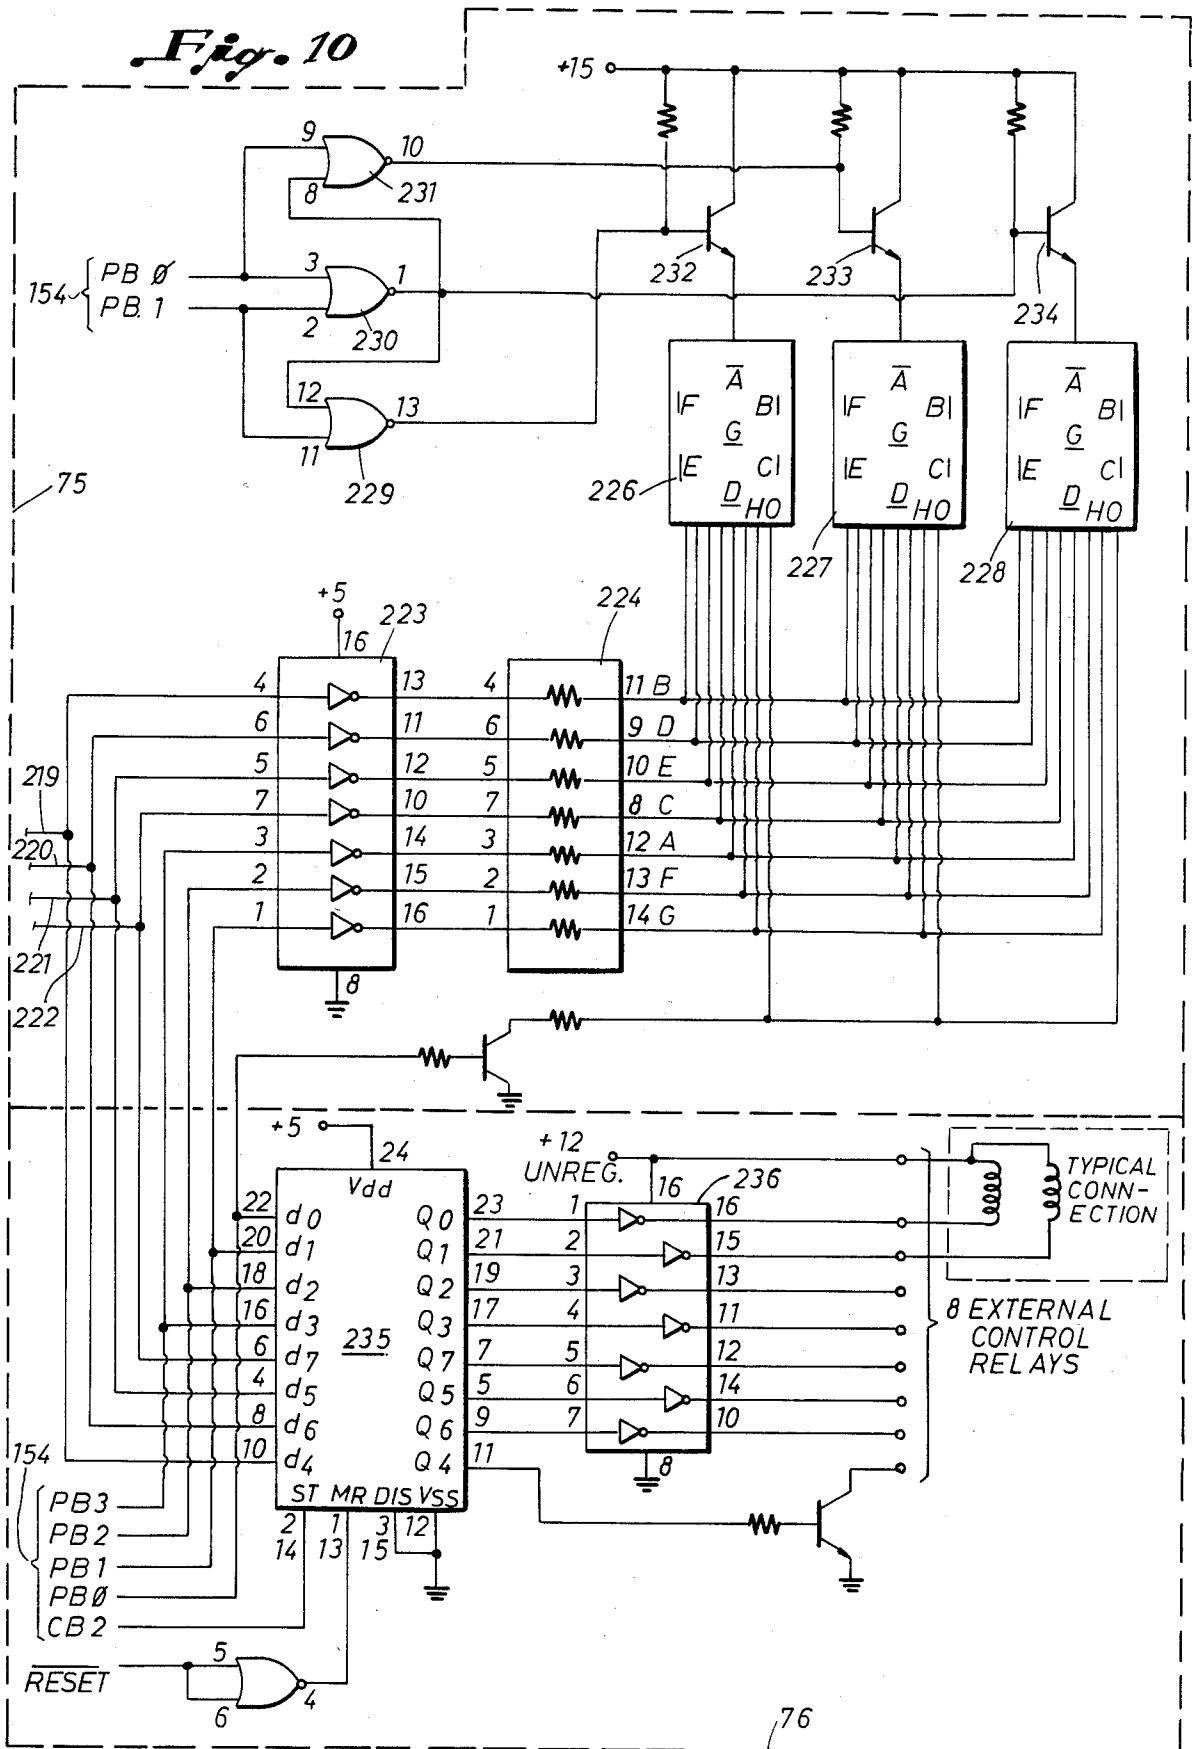 Fig. 10
+15
9 10
8 231
154 { PB Ø 3 1
PB. 1 2 230
232 233 234
12 13
11 229
A A A
F B F B F B
G G G
E C E C E C
D HO D HO D HO
75
226 227 228
+5 223 224
16
4 13 4 11 B
6 11 6 9 D
5 12 5 10 E
7 10 7 8 C
3 14 3 12 A
2 15 2 13 F
1 16 1 14 G
8
219
220
221
222
+5 24
+12
UNREG.
16 236
TYPICAL
CONN-
ECTION
Vdd
22 d0 Q0 23 1 16
20 d1 Q1 21 2 15
18 d2 Q2 19 3 13
16 d3 Q3 17 4 11
235
6 d7 Q7 7 5 12
4 d5 Q5 5 6 14
8 d6 Q6 9 7 10
10 d4 Q4 11 8
8 EXTERNAL
CONTROL
RELAYS
ST MR DIS VSS
2 1 3 12
14 13 15
154
PB3
PB2
PB1
PBØ
CB2
RESET 5 4
6
76